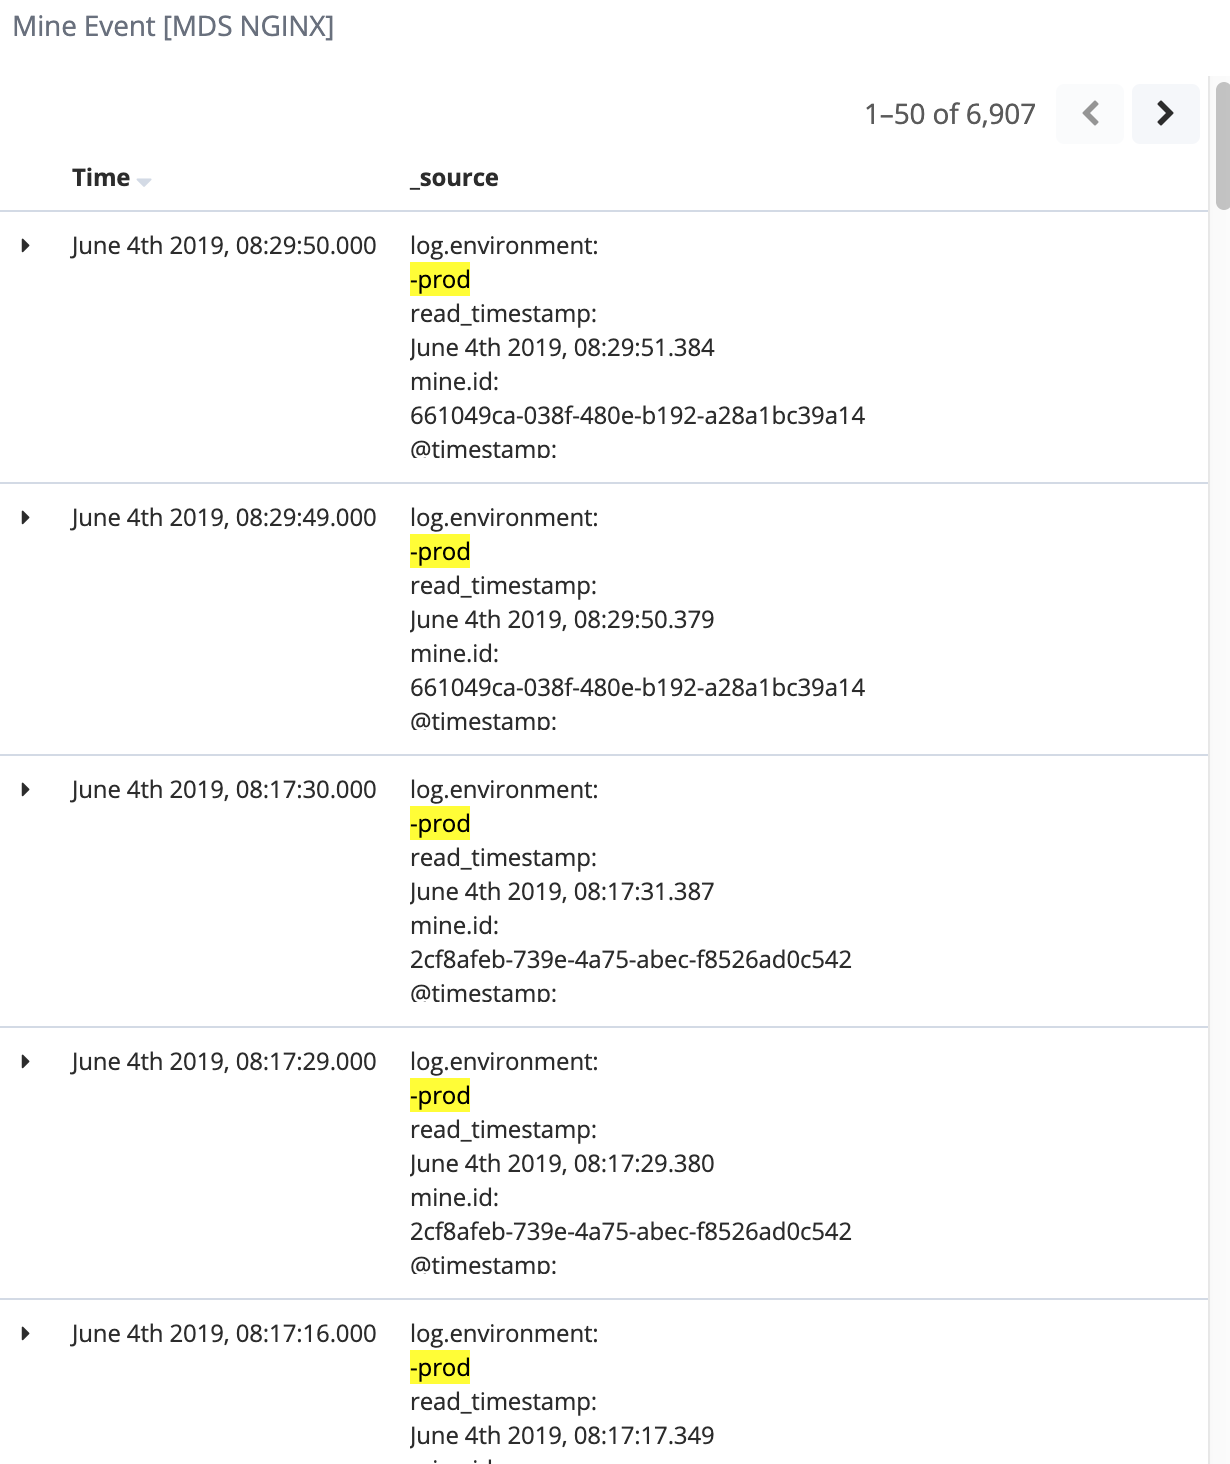 Mine Event [MDS NGINX]
1–50 of 6,907
Time _source
June 4th 2019, 08:29:50.000 log.environment:
-prod
read_timestamp:
June 4th 2019, 08:29:51.384
mine.id:
661049ca-038f-480e-b192-a28a1bc39a14
@timestamp:
June 4th 2019, 08:29:49.000 log.environment:
-prod
read_timestamp:
June 4th 2019, 08:29:50.379
mine.id:
661049ca-038f-480e-b192-a28a1bc39a14
@timestamp:
June 4th 2019, 08:17:30.000 log.environment:
-prod
read_timestamp:
June 4th 2019, 08:17:31.387
mine.id:
2cf8afeb-739e-4a75-abec-f8526ad0c542
@timestamp:
June 4th 2019, 08:17:29.000 log.environment:
-prod
read_timestamp:
June 4th 2019, 08:17:29.380
mine.id:
2cf8afeb-739e-4a75-abec-f8526ad0c542
@timestamp:
June 4th 2019, 08:17:16.000 log.environment:
-prod
read_timestamp:
June 4th 2019, 08:17:17.349